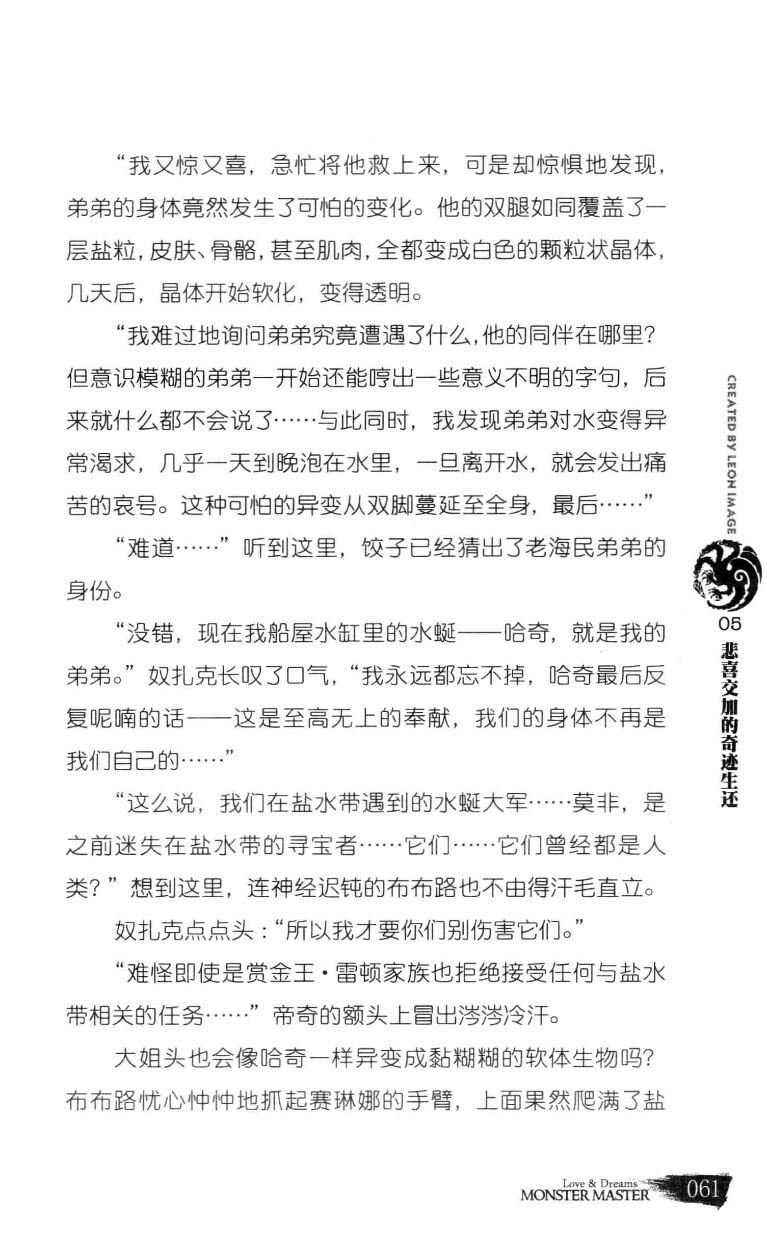 “我又惊又喜，急忙将他救上来，可是却惊惧地发现，
弟弟的身体竟然发生了可怕的变化。他的双腿如同覆盖了一
层盐粒，皮肤、骨骼，甚至肌肉，全都变成白色的颗粒状晶体，
几天后，晶体开始软化，变得透明。
“我难过地询问弟弟究竟遭遇了什么，他的同伴在哪里？
但意识模糊的弟弟一开始还能哼出一些意义不明的字句，后
来就什么都不会说了……与此同时，我发现弟弟对水变得异
常渴求，几乎一天到晚泡在水里，一旦离开水，就会发出痛
苦的哀号。这种可怕的异变从双脚蔓延至全身，最后……”
“难道……”听到这里，饺子已经猜出了老海民弟弟的
身份。
“没错，现在我船屋水缸里的水蜒——哈奇，就是我的
弟弟。”奴扎克长叹了口气，“我永远都忘不掉，哈奇最后反
复呢喃的话——这是至高无上的奉献，我们的身体不再是
我们自己的……”
“这么说，我们在盐水带遇到的水蜒大军……莫非，是
之前迷失在盐水带的寻宝者……它们……它们曾经都是人
类？”想到这里，连神经迟钝的布布路也不由得汗毛直立。
奴扎克点点头：“所以我才要你们别伤害它们。”
“难怪即使是赏金王·雷顿家族也拒绝接受任何与盐水
带相关的任务……”帝奇的额头上冒出涔涔冷汗。
大姐头也会像哈奇一样异变成黏糊糊的软体生物吗？
布布路忧心忡忡地抓起赛琳娜的手臂，上面果然爬满了盐
CREATED BY LEON IMAGE
05
悲喜交加的奇迹生还
Love & Dreams
MONSTER MASTER
061